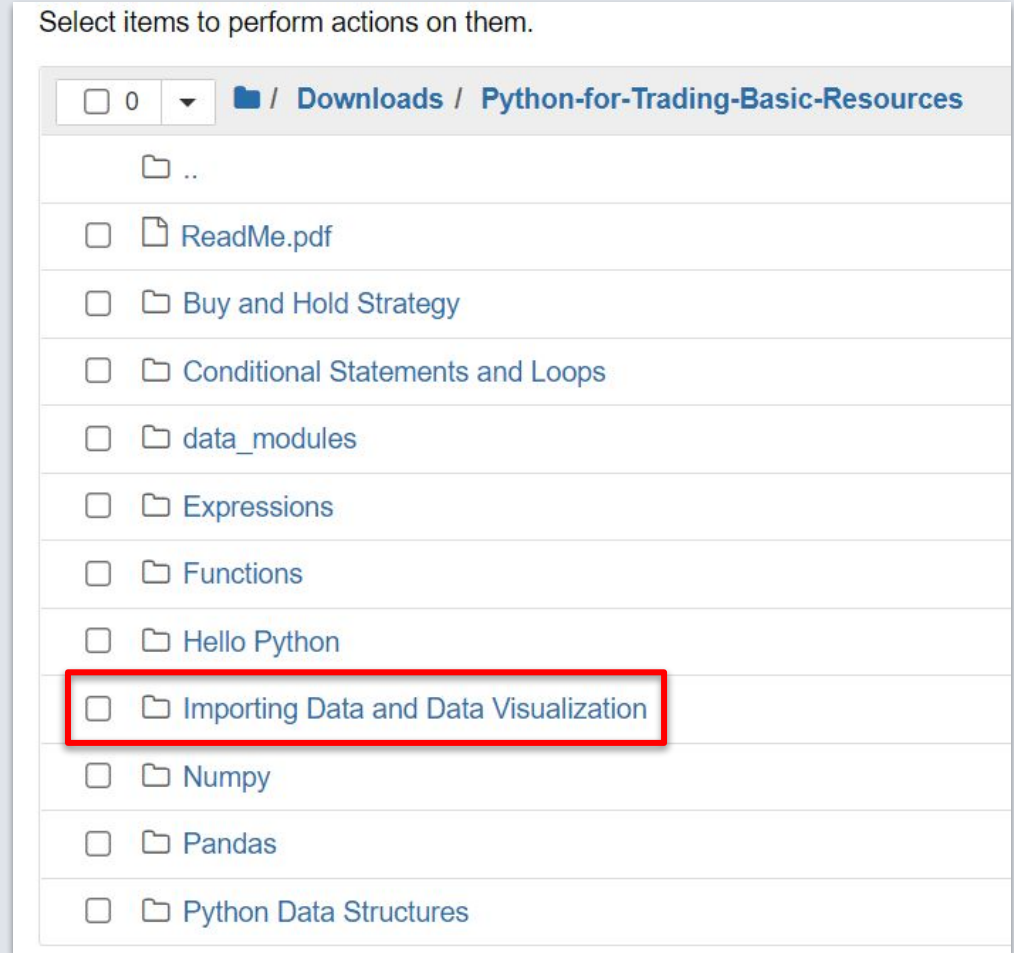 Select items to perform actions on them.
0 / Downloads / Python-for-Trading-Basic-Resources
..
ReadMe.pdf
Buy and Hold Strategy
Conditional Statements and Loops
data_modules
Expressions
Functions
Hello Python
Importing Data and Data Visualization
Numpy
Pandas
Python Data Structures